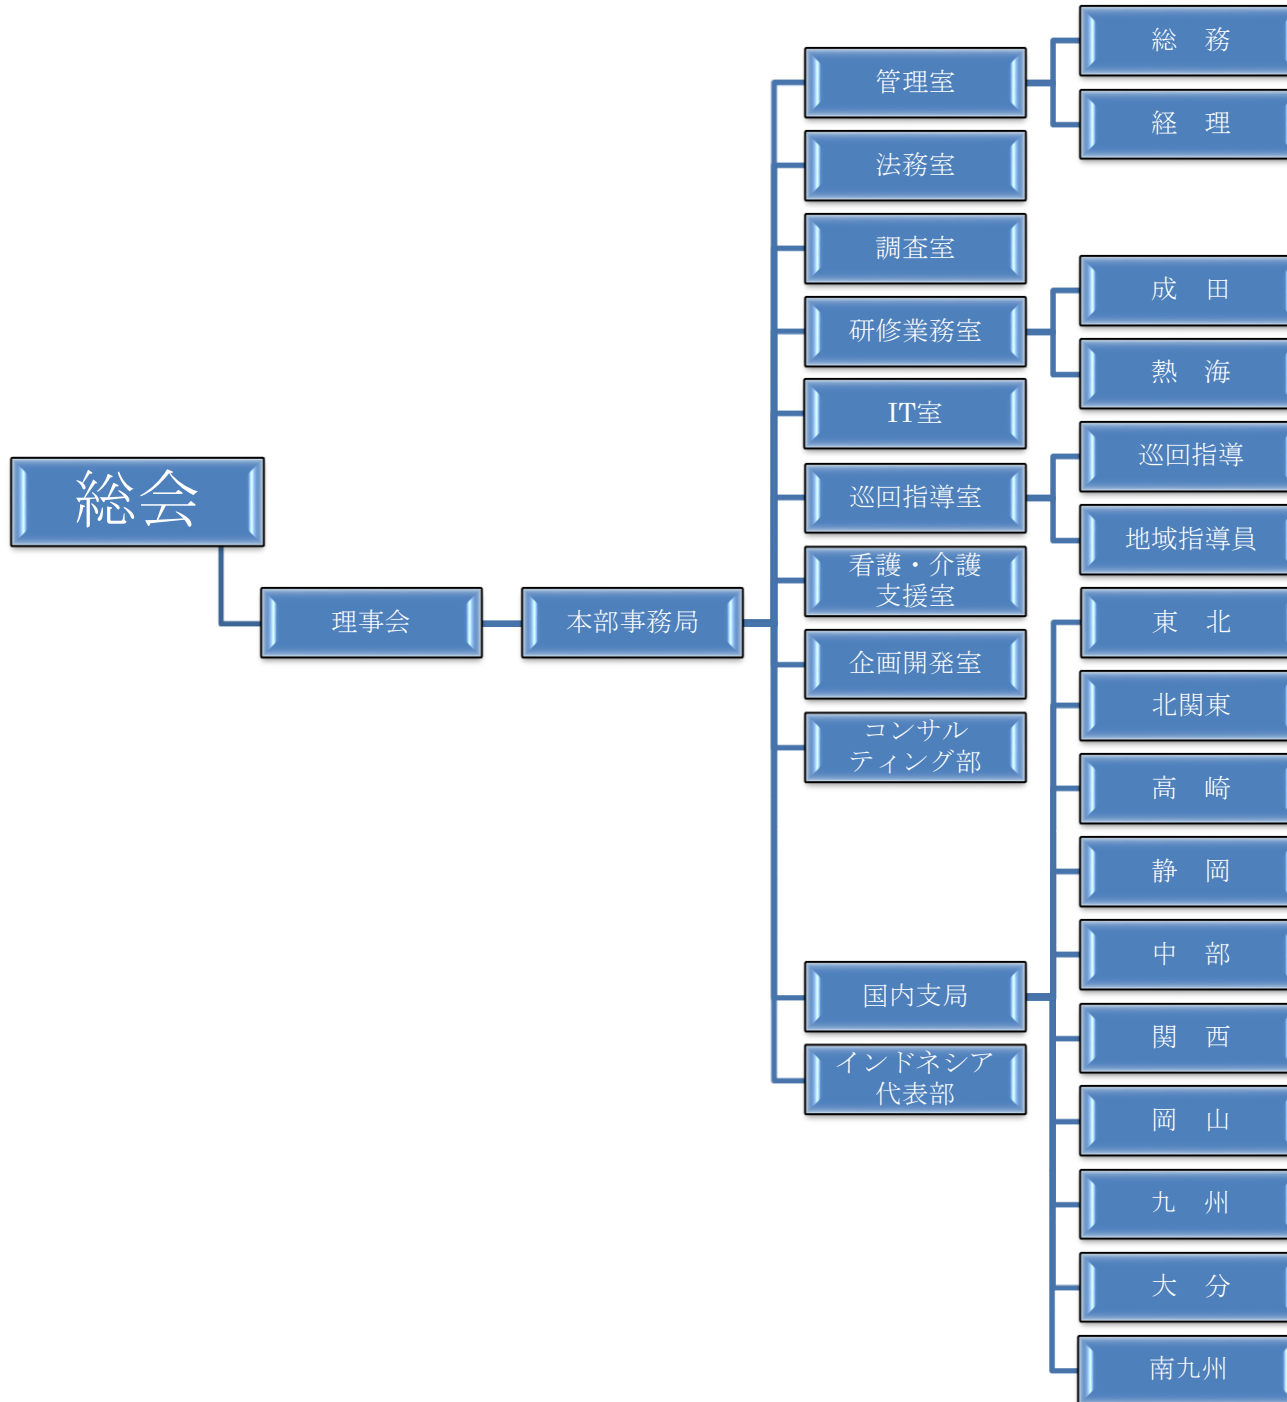 総会
理事会
本部事務局
管理室
総　務
経　理
法務室
調査室
研修業務室
成　田
熱　海
IT室
巡回指導室
巡回指導
地域指導員
看護・介護
支援室
企画開発室
コンサル
ティング部
国内支局
東　北
北関東
高　崎
静　岡
中　部
関　西
岡　山
九　州
大　分
南九州
インドネシア
代表部